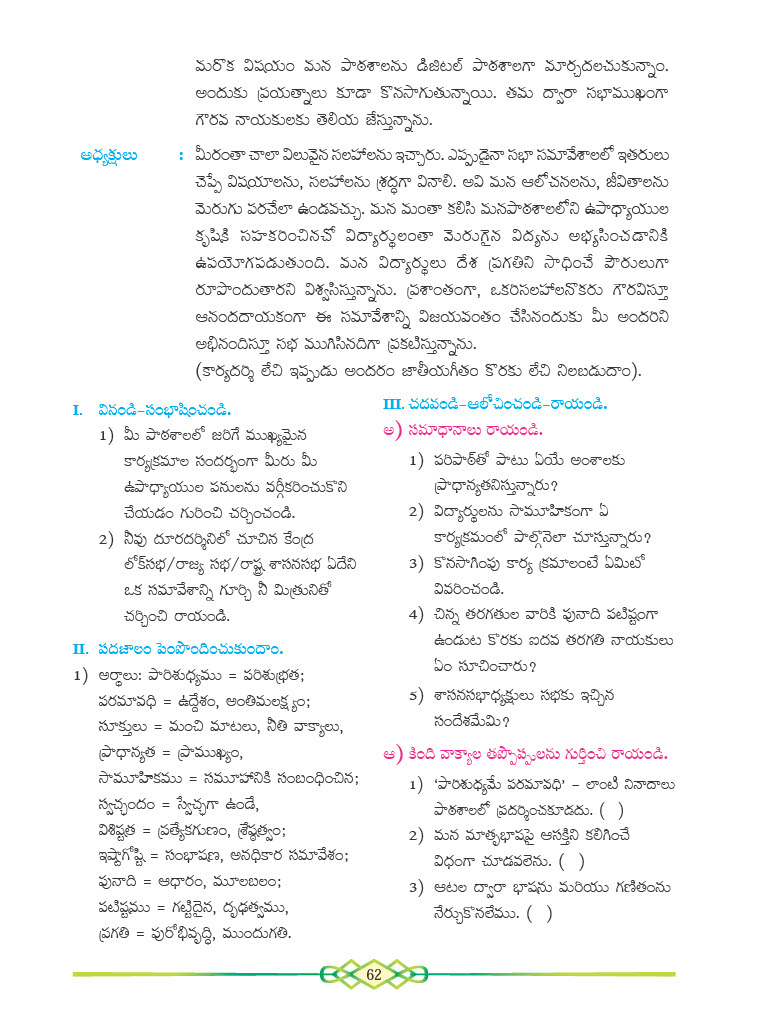 మరొక విషయం మన పాఠశాలను డిజిటల్ పాఠశాలగా మార్చదలచుకున్నాం.
అందుకు ప్రయత్నాలు కూడా కొనసాగుతున్నాయి. తమ ద్వారా సభాముఖంగా
గౌరవ నాయకులకు తెలియ జేస్తున్నాను.
అధ్యక్షులు : మీరంతా చాలా విలువైన సలహాలను ఇచ్చారు. ఎప్పుడైనా సభా సమావేశాలలో ఇతరులు
చెప్పే విషయాలను, సలహాలను శ్రద్ధగా వినాలి. అవి మన ఆలోచనలను, జీవితాలను
మెరుగు పరచేలా ఉండవచ్చు. మన మంతా కలిసి మనపాఠశాలలోని ఉపాధ్యాయుల
కృషికి సహకరించినచో విద్యార్థులంతా మెరుగైన విద్యను అభ్యసించడానికి
ఉపయోగపడుతుంది. మన విద్యార్థులు దేశ ప్రగతిని సాధించే పౌరులుగా
రూపొందుతారని విశ్వసిస్తున్నాను. ప్రశాంతంగా, ఒకరిసలహాలనొకరు గౌరవిస్తూ
ఆనందదాయకంగా ఈ సమావేశాన్ని విజయవంతం చేసినందుకు మీ అందరిని
అభినందిస్తూ సభ ముగిసినదిగా ప్రకటిస్తున్నాను.
(కార్యదర్శి లేచి ఇప్పుడు అందరం జాతీయగీతం కొరకు లేచి నిలబడుదాం).
I. వినండి-సంభాషించండి.
1) మీ పాఠశాలలో జరిగే ముఖ్యమైన
కార్యక్రమాల సందర్భంగా మీరు మీ
ఉపాధ్యాయుల పనులను వర్గీకరించుకొని
చేయడం గురించి చర్చించండి.
2) నీవు దూరదర్శినిలో చూచిన కేంద్ర
లోక్‌సభ/రాజ్య సభ/రాష్ట్ర శాసనసభ ఏదేని
ఒక సమావేశాన్ని గూర్చి నీ మిత్రునితో
చర్చించి రాయండి.
II. పదజాలం పెంపొందించుకుందాం.
1) అర్థాలు: పారిశుధ్యము = పరిశుభ్రత;
పరమావధి = ఉద్దేశం, అంతిమలక్ష్యం;
సూక్తులు = మంచి మాటలు, నీతి వాక్యాలు,
ప్రాధాన్యత = ప్రాముఖ్యం,
సామూహికము = సమూహానికి సంబంధించిన;
స్వచ్ఛందం = స్వేచ్ఛగా ఉండే,
విశిష్టత = ప్రత్యేకగుణం, శ్రేష్ఠత్వం;
ఇష్టాగోష్టి = సంభాషణ, అనధికార సమావేశం;
పునాది = ఆధారం, మూలబలం;
పటిష్టము = గట్టిదైన, దృఢత్వము,
ప్రగతి = పురోభివృద్ధి, ముందుగతి.
III. చదవండి-ఆలోచించండి-రాయండి.
అ) సమాధానాలు రాయండి.
1) పరిపాఠ్‌తో పాటు ఏయే అంశాలకు
ప్రాధాన్యతనిస్తున్నారు?
2) విద్యార్థులను సామూహికంగా ఏ
కార్యక్రమంలో పాల్గొనెలా చూస్తున్నారు?
3) కొనసాగింపు కార్య క్రమాలంటే ఏమిటో
వివరించండి.
4) చిన్న తరగతుల వారికి పునాది పటిష్టంగా
ఉండుట కొరకు ఐదవ తరగతి నాయకులు
ఏం సూచించారు?
5) శాసనసభాధ్యక్షులు సభకు ఇచ్చిన
సందేశమేమి?
ఆ) కింది వాక్యాల తప్పొప్పులను గుర్తించి రాయండి.
1) ‘పారిశుధ్యమే పరమావధి’ – లాంటి నినాదాలు
పాఠశాలలో ప్రదర్శించకూడదు. ( )
2) మన మాతృభాషపై ఆసక్తిని కలిగించే
విధంగా చూడవలెను. ( )
3) ఆటల ద్వారా భాషను మరియు గణితంను
నేర్చుకొనలేము. ( )
62